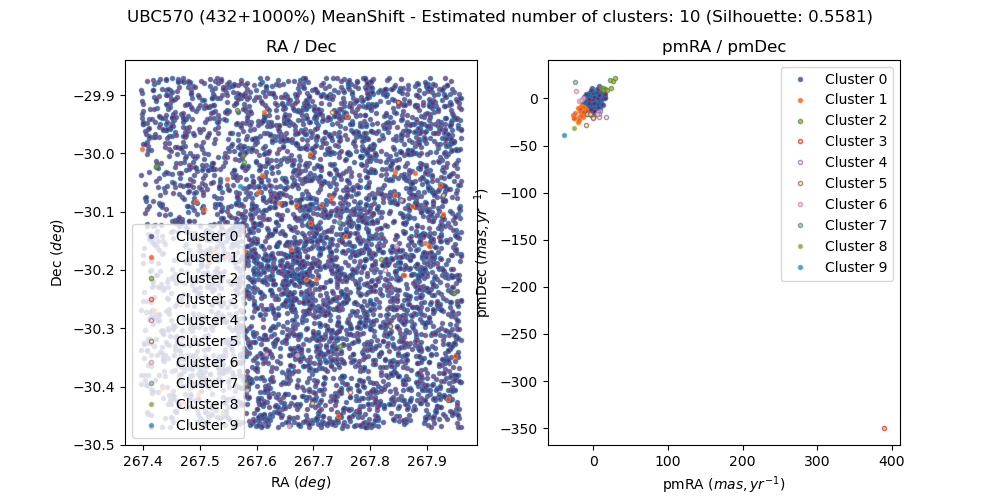 UBC570 (432+1000%) MeanShift - Estimated number of clusters: 10 (Silhouette: 0.5581)
RA / Dec
−29.9
−30.0
−30.1
−30.2
−30.3
−30.4
−30.5
Dec (deg)
Cluster 0
Cluster 1
Cluster 2
Cluster 3
Cluster 4
Cluster 5
Cluster 6
Cluster 7
Cluster 8
Cluster 9
267.4 267.5 267.6 267.7 267.8 267.9
RA (deg)
pmRA / pmDec
0
−50
−100
−150
−200
−250
−300
−350
pmDec (mas, yr⁻¹)
Cluster 0
Cluster 1
Cluster 2
Cluster 3
Cluster 4
Cluster 5
Cluster 6
Cluster 7
Cluster 8
Cluster 9
0 100 200 300 400
pmRA (mas, yr⁻¹)